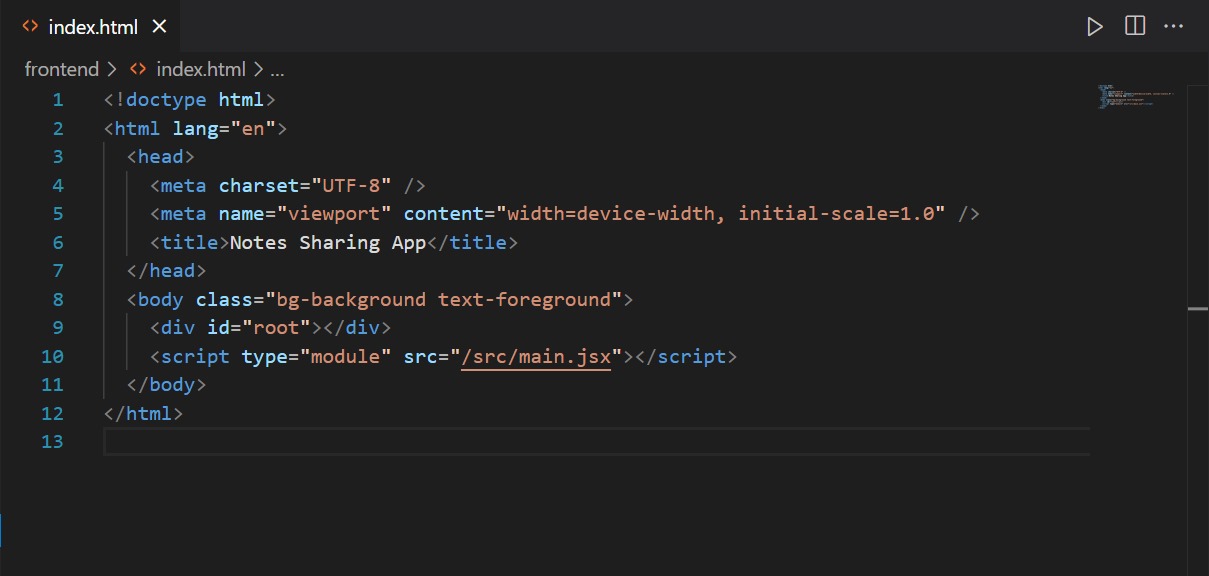 index.html
frontend > index.html > ...
1 <!doctype html>
2 <html lang="en">
3 <head>
4 <meta charset="UTF-8" />
5 <meta name="viewport" content="width=device-width, initial-scale=1.0" />
6 <title>Notes Sharing App</title>
7 </head>
8 <body class="bg-background text-foreground">
9 <div id="root"></div>
10 <script type="module" src="/src/main.jsx"></script>
11 </body>
12 </html>
13